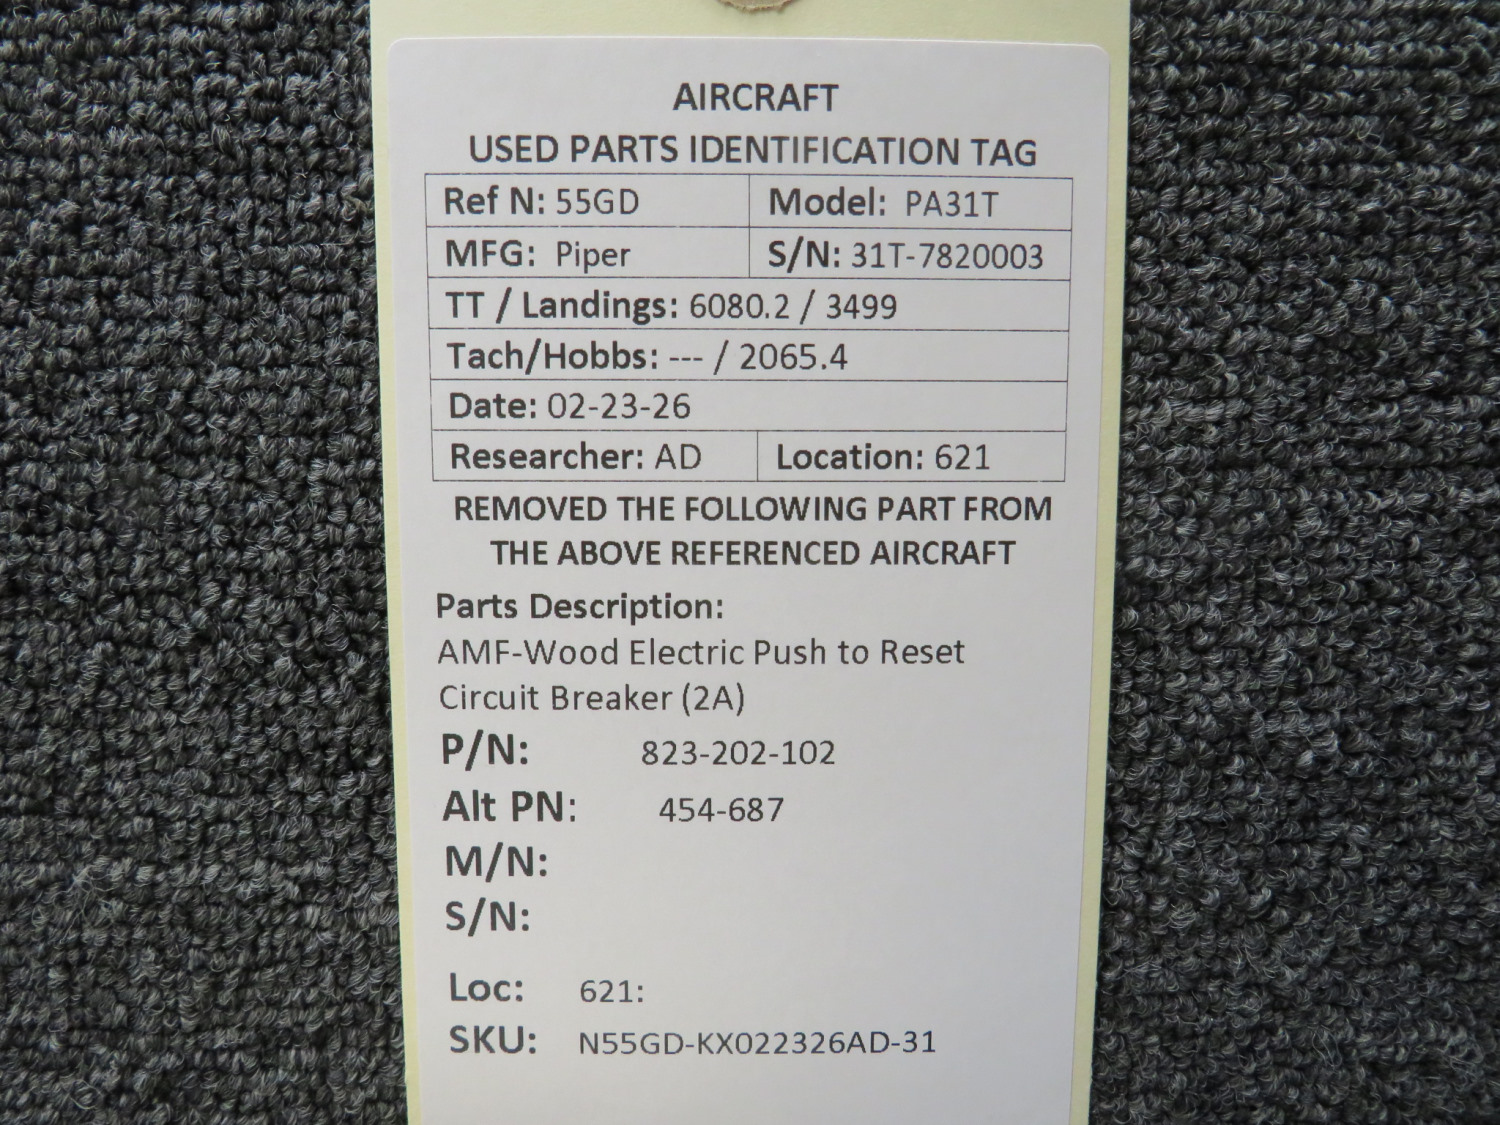 AIRCRAFT
USED PARTS IDENTIFICATION TAG
Ref N: 55GD Model: PA31T
MFG: Piper S/N: 31T-7820003
TT / Landings: 6080.2 / 3499
Tach/Hobbs: --- / 2065.4
Date: 02-23-26
Researcher: AD Location: 621
REMOVED THE FOLLOWING PART FROM
THE ABOVE REFERENCED AIRCRAFT
Parts Description:
AMF-Wood Electric Push to Reset
Circuit Breaker (2A)
P/N: 823-202-102
Alt PN: 454-687
M/N:
S/N:
Loc: 621:
SKU: N55GD-KX022326AD-31